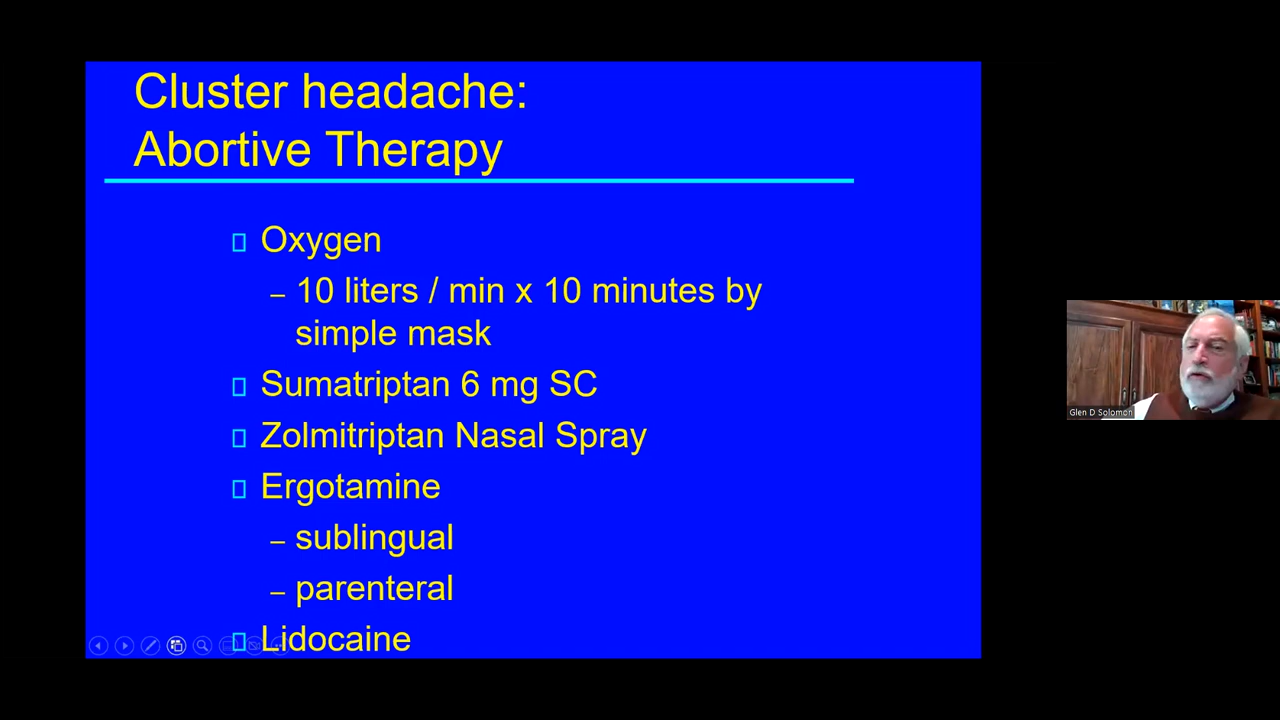 Cluster headache:
Abortive Therapy
Oxygen
– 10 liters / min x 10 minutes by
simple mask
Sumatriptan 6 mg SC
Zolmitriptan Nasal Spray
Ergotamine
– sublingual
– parenteral
Lidocaine
Glen D Solomon